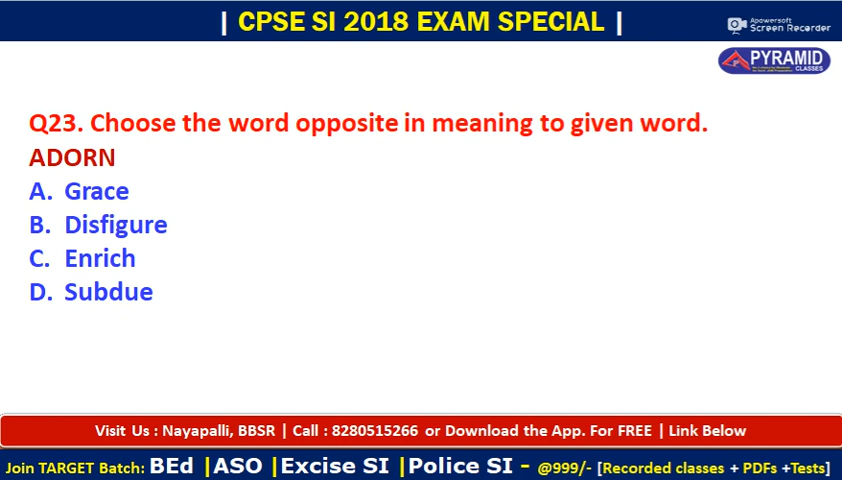 | CPSE SI 2018 EXAM SPECIAL |
Apowersoft
Screen Recorder
PYRAMID
CLASSES
Q23. Choose the word opposite in meaning to given word.
ADORN
A. Grace
B. Disfigure
C. Enrich
D. Subdue
Visit Us : Nayapalli, BBSR | Call : 8280515266 or Download the App. For FREE | Link Below
Join TARGET Batch: BEd |ASO |Excise SI |Police SI - @999/- [Recorded classes + PDFs +Tests]